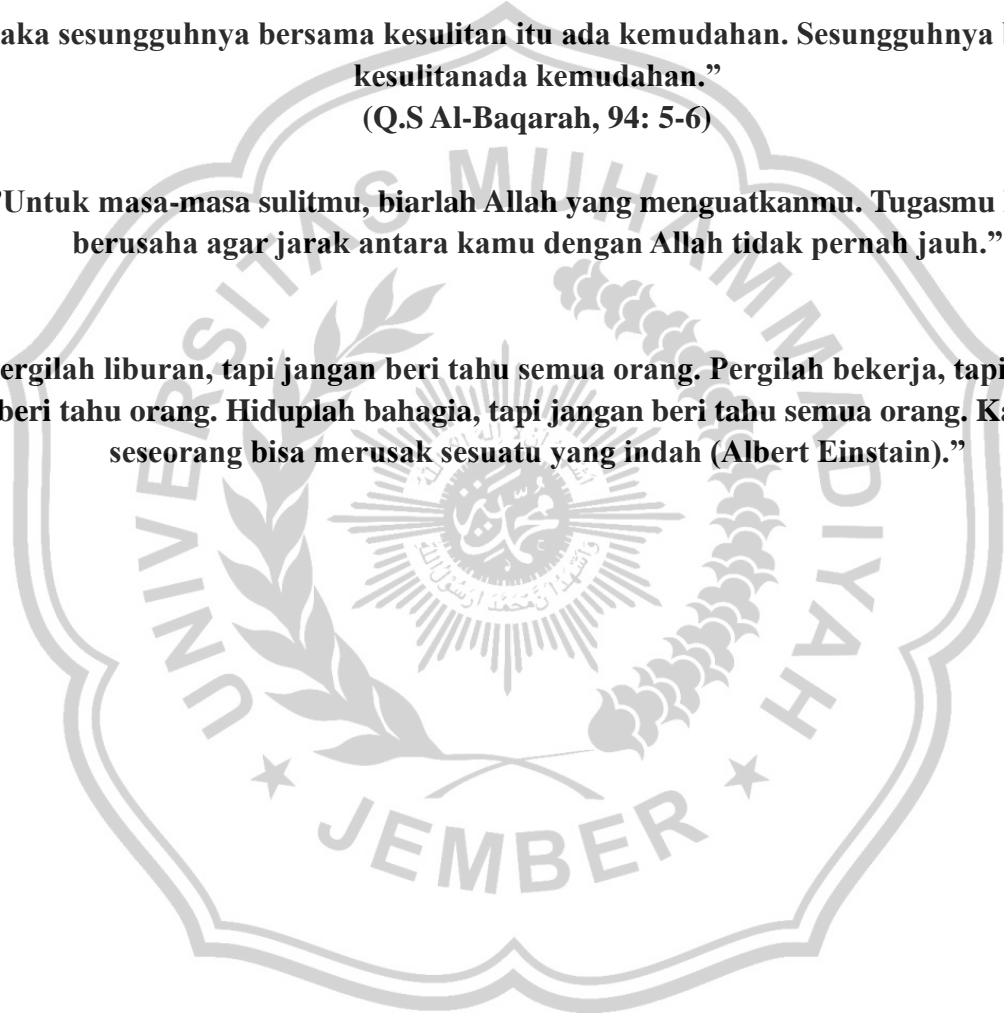 aka sesungguhnya bersama kesulitan itu ada kemudahan. Sesungguhnya
kesulitanada kemudahan.”
(Q.S Al-Baqarah, 94: 5-6)
”Untuk masa-masa sulitmu, biarlah Allah yang menguatkanmu. Tugasmu
berusaha agar jarak antara kamu dengan Allah tidak pernah jauh.”
ergilah liburan, tapi jangan beri tahu semua orang. Pergilah bekerja, tapi
beri tahu orang. Hiduplah bahagia, tapi jangan beri tahu semua orang. Ka
seseorang bisa merusak sesuatu yang indah (Albert Einstain).”
UNIVERSITAS MUHAMMADIYAH
JEMBER